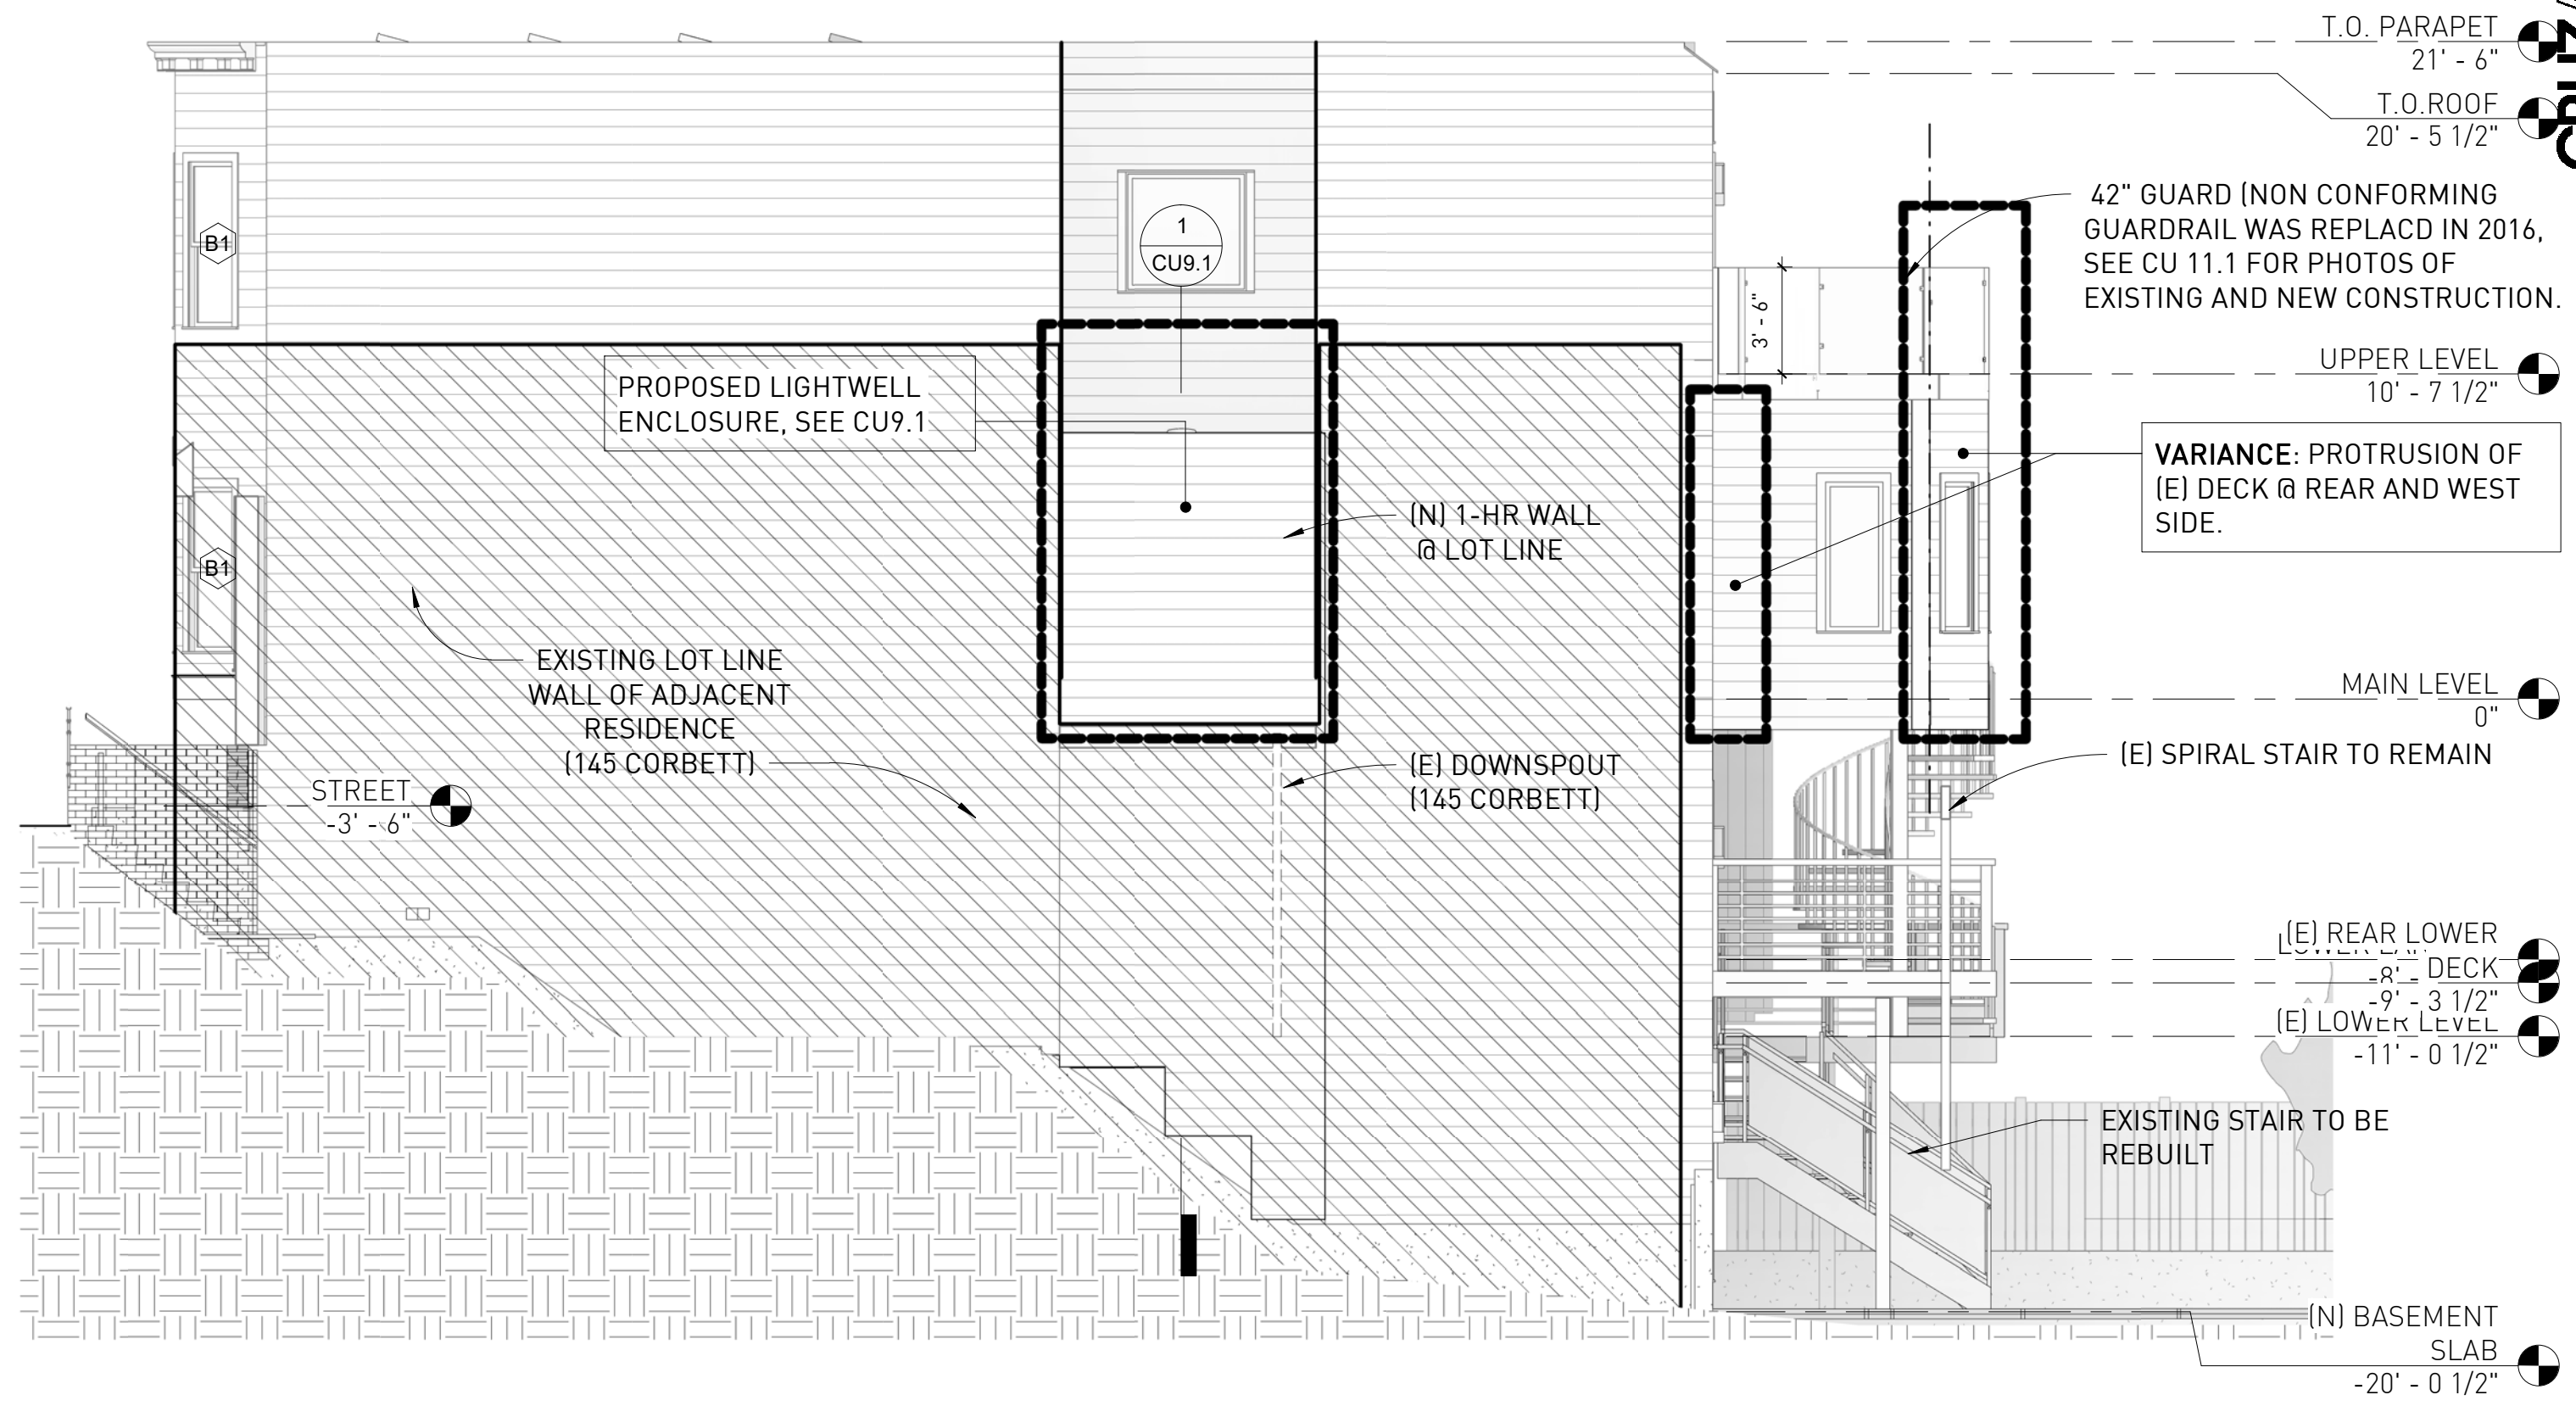 T.O. PARAPET
21' - 6"
T.O.ROOF
20' - 5 1/2"
42" GUARD (NON CONFORMING
GUARDRAIL WAS REPLACD IN 2016,
SEE CU 11.1 FOR PHOTOS OF
EXISTING AND NEW CONSTRUCTION.
B1
1
CU9.1
3' - 6"
UPPER LEVEL
10' - 7 1/2"
PROPOSED LIGHTWELL
ENCLOSURE, SEE CU9.1
VARIANCE: PROTRUSION OF
(E) DECK @ REAR AND WEST
SIDE.
(N) 1-HR WALL
@ LOT LINE
B1
EXISTING LOT LINE
WALL OF ADJACENT
RESIDENCE
(145 CORBETT)
MAIN LEVEL
0"
(E) SPIRAL STAIR TO REMAIN
(E) DOWNSPOUT
(145 CORBETT)
STREET
-3' - 6"
(E) REAR LOWER
DECK
-8' -
-9' - 3 1/2"
(E) LOWER LEVEL
-11' - 0 1/2"
EXISTING STAIR TO BE
REBUILT
(N) BASEMENT
SLAB
-20' - 0 1/2"